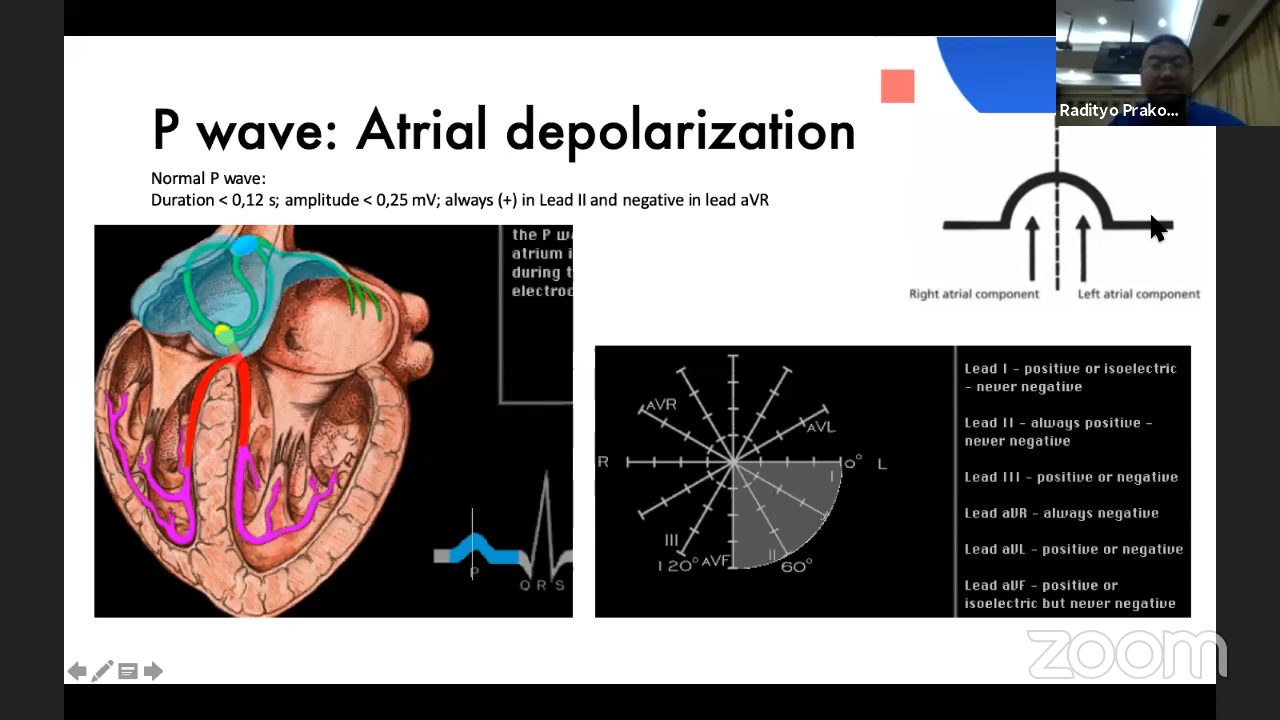 Radityo Prako...
P wave: Atrial depolarization
Normal P wave:
Duration < 0,12 s; amplitude < 0,25 mV; always (+) in Lead II and negative in lead aVR
Right atrial component
Left atrial component
the P
atrium
during
P
Q R S
AVR
AVL
R
0° L
I
III
120°
AVF
II
60°
Lead I - positive or isoelectric
- never negative
Lead II - always positive -
never negative
Lead III - positive or negative
Lead aVR - always negative
Lead aVL - positive or negative
Lead aVF - positive or
isoelectric but never negative
zoom